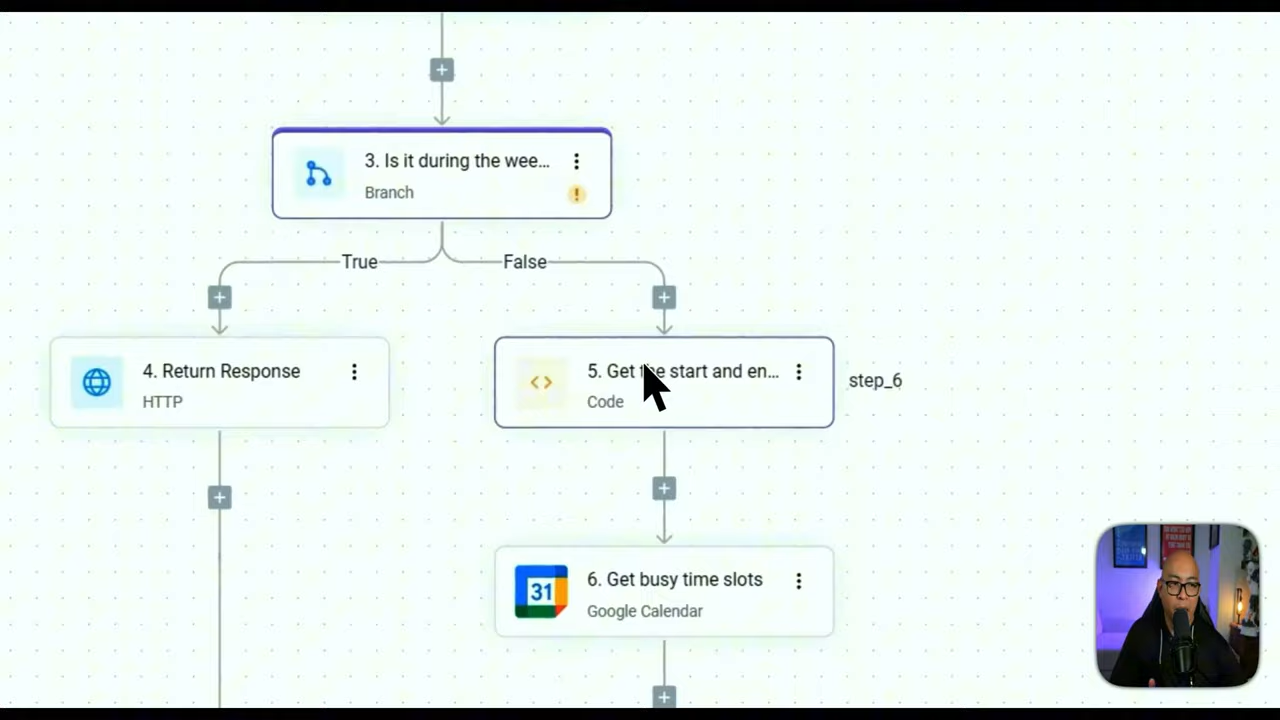 3. Is it during the wee...
Branch
True
False
4. Return Response
HTTP
5. Get the start and en...
Code
step_6
31
6. Get busy time slots
Google Calendar